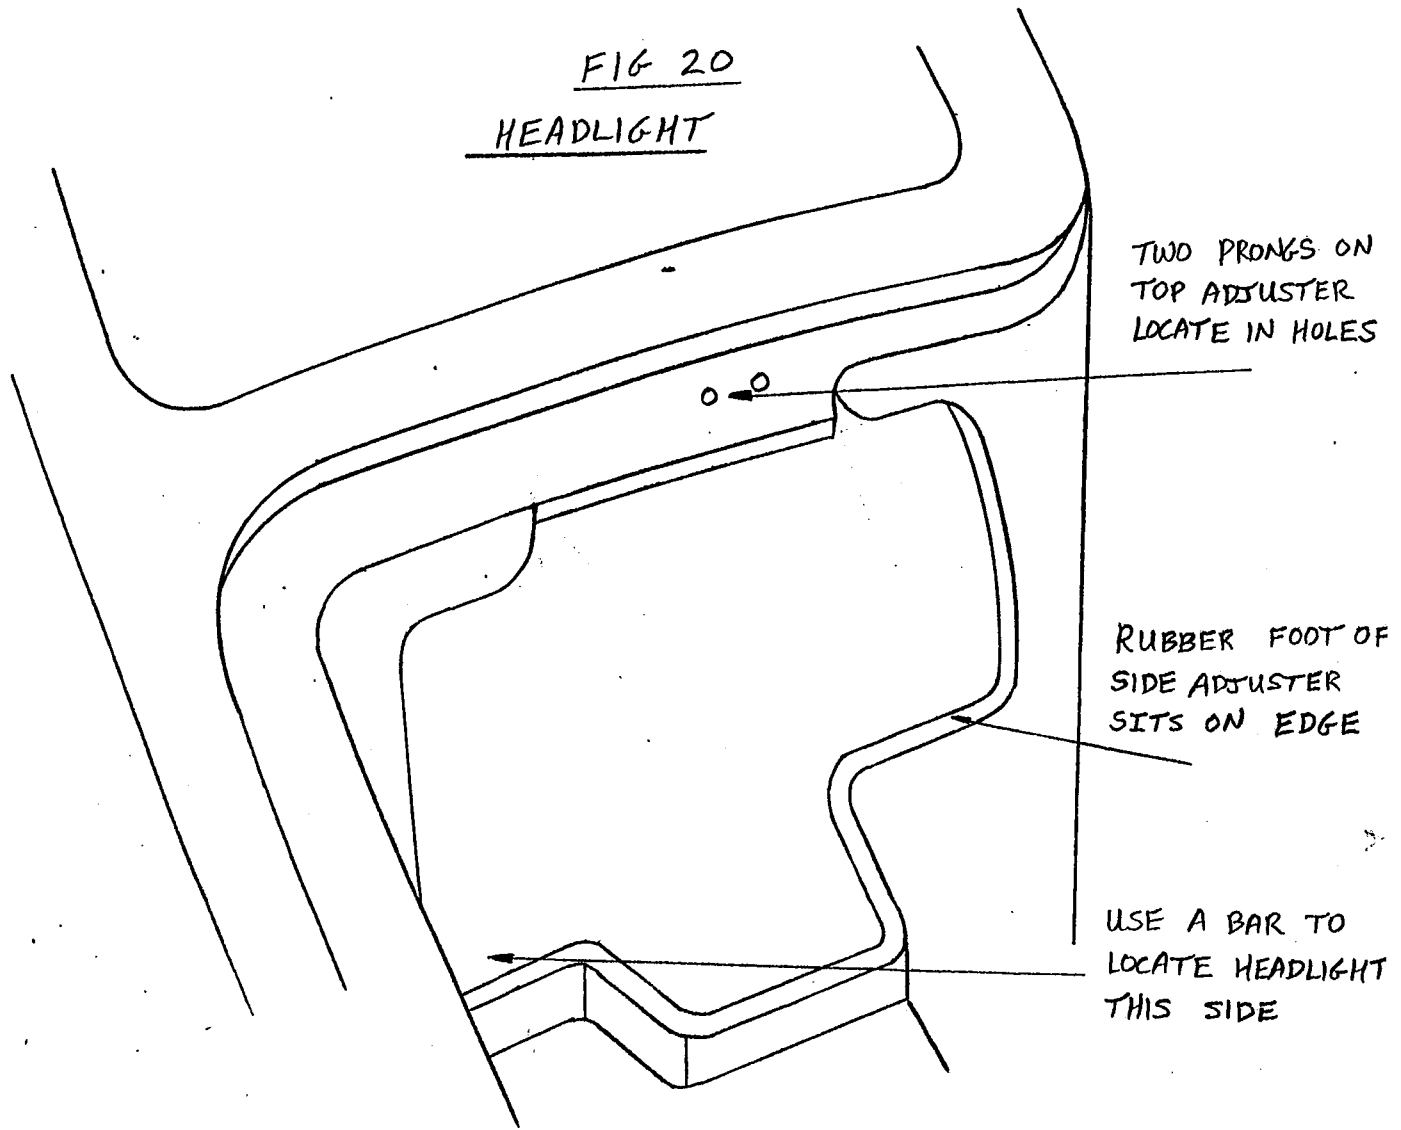 FIG 20
HEADLIGHT
TWO PRONGS ON
TOP ADJUSTER
LOCATE IN HOLES
RUBBER FOOT OF
SIDE ADJUSTER
SITS ON EDGE
USE A BAR TO
LOCATE HEADLIGHT
THIS SIDE